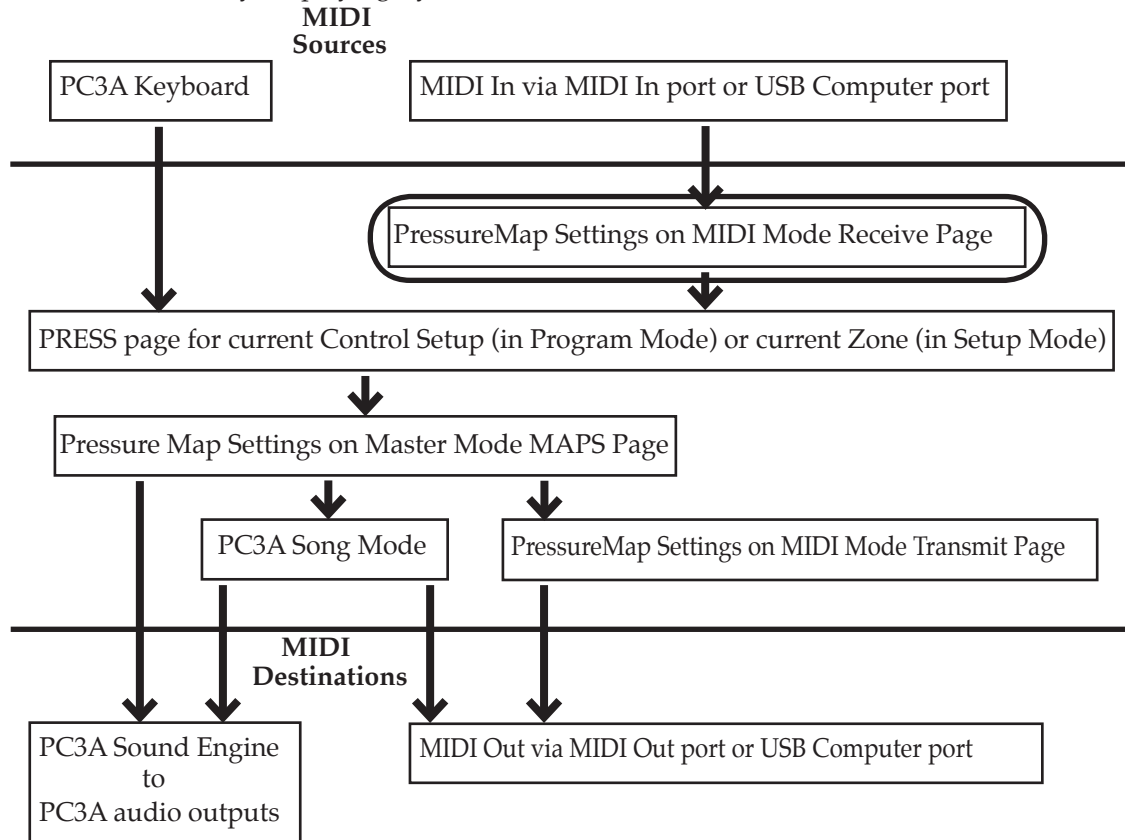 MIDI
Sources
PC3A Keyboard
MIDI In via MIDI In port or USB Computer port
PressureMap Settings on MIDI Mode Receive Page
PRESS page for current Control Setup (in Program Mode) or current Zone (in Setup Mode)
Pressure Map Settings on Master Mode MAPS Page
PC3A Song Mode
PressureMap Settings on MIDI Mode Transmit Page
MIDI
Destinations
PC3A Sound Engine
to
PC3A audio outputs
MIDI Out via MIDI Out port or USB Computer port